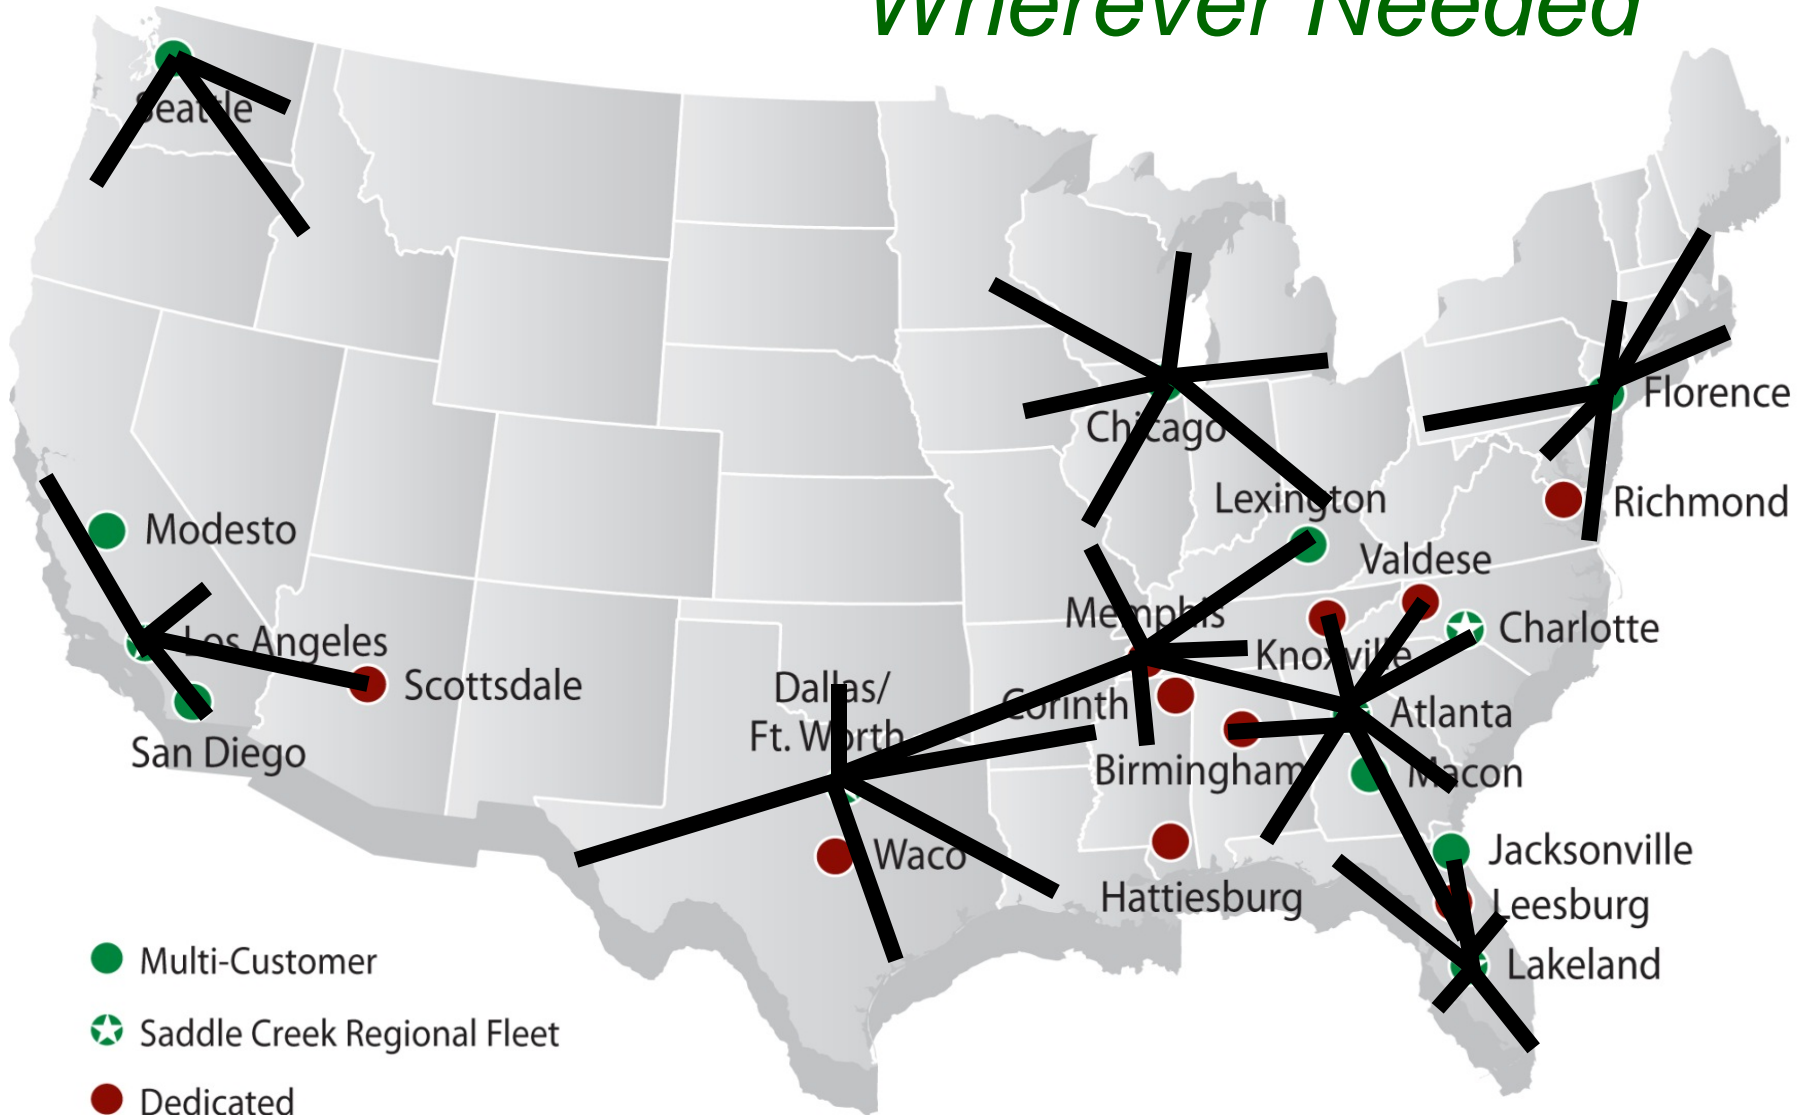 Wherever Needed
Seattle
Florence
Chicago
Lexington
Richmond
Modesto
Valdese
Memphis
Charlotte
Los Angeles
Knoxville
Scottsdale
Dallas/
Ft. Worth
Corinth
Atlanta
San Diego
Birmingham
Macon
Waco
Jacksonville
Hattiesburg
Leesburg
Lakeland
Multi-Customer
Saddle Creek Regional Fleet
Dedicated